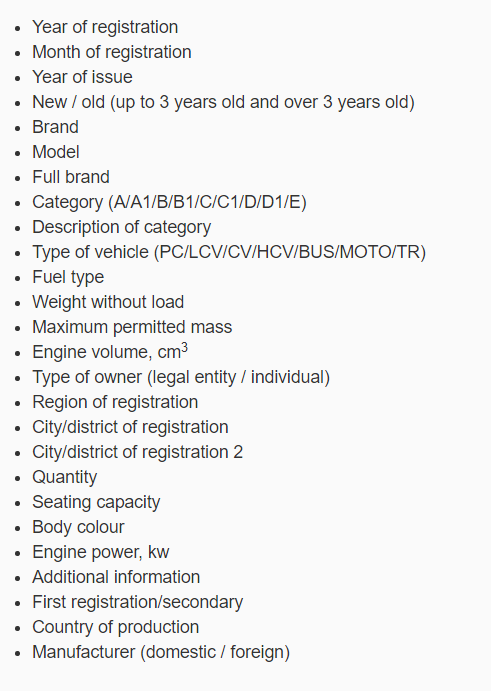 Year of registration
Month of registration
Year of issue
New / old (up to 3 years old and over 3 years old)
Brand
Model
Full brand
Category (A/A1/B/B1/C/C1/D/D1/E)
Description of category
Type of vehicle (PC/LCV/CV/HCV/BUS/MOTO/TR)
Fuel type
Weight without load
Maximum permitted mass
Engine volume, cm³
Type of owner (legal entity / individual)
Region of registration
City/district of registration
City/district of registration 2
Quantity
Seating capacity
Body colour
Engine power, kw
Additional information
First registration/secondary
Country of production
Manufacturer (domestic / foreign)